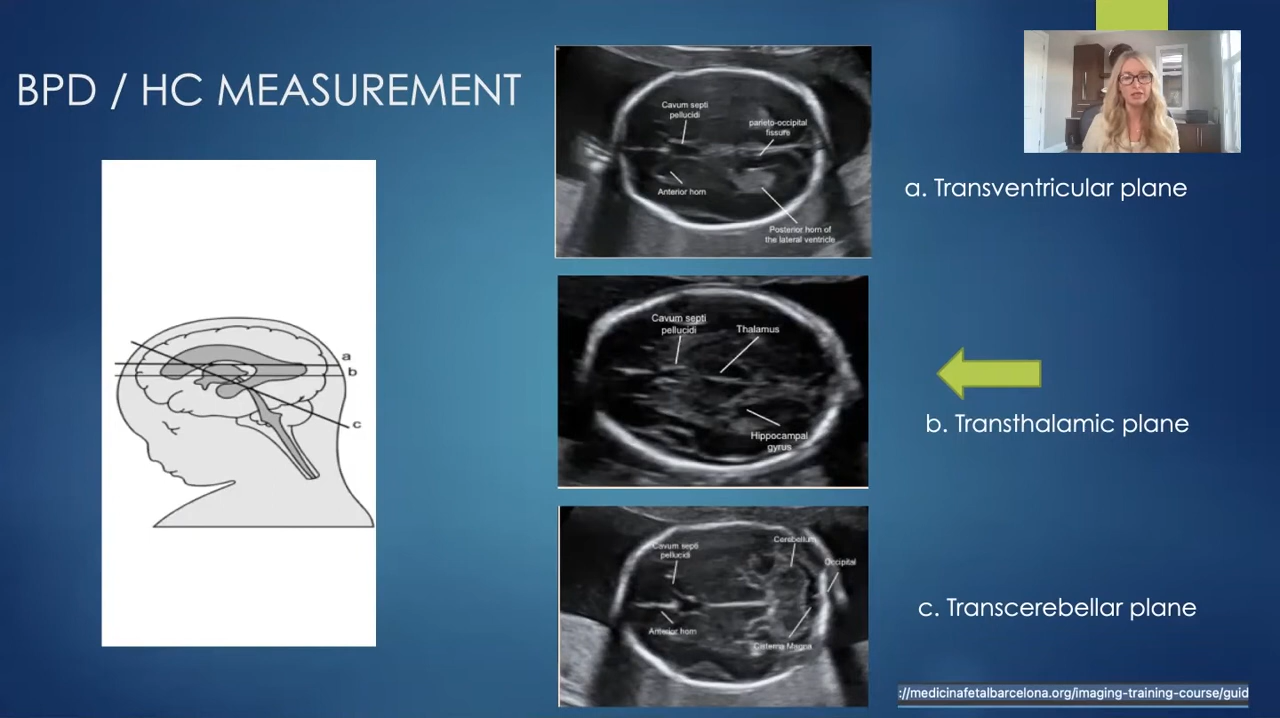 BPD / HC MEASUREMENT
a
b
c
Cavum septi
pellucidi
parieto-occipital
fissure
Anterior horn
Posterior horn of
the lateral ventricle
a. Transventricular plane
Cavum septi
pellucidi
Thalamus
Hippocampal
gyrus
b. Transthalamic plane
Cavum septi
pellucidi
Cerebellum
Occipital
Anterior horn
Cisterna Magna
c. Transcerebellar plane
://medicinafetalbarcelona.org/imaging-training-course/guid